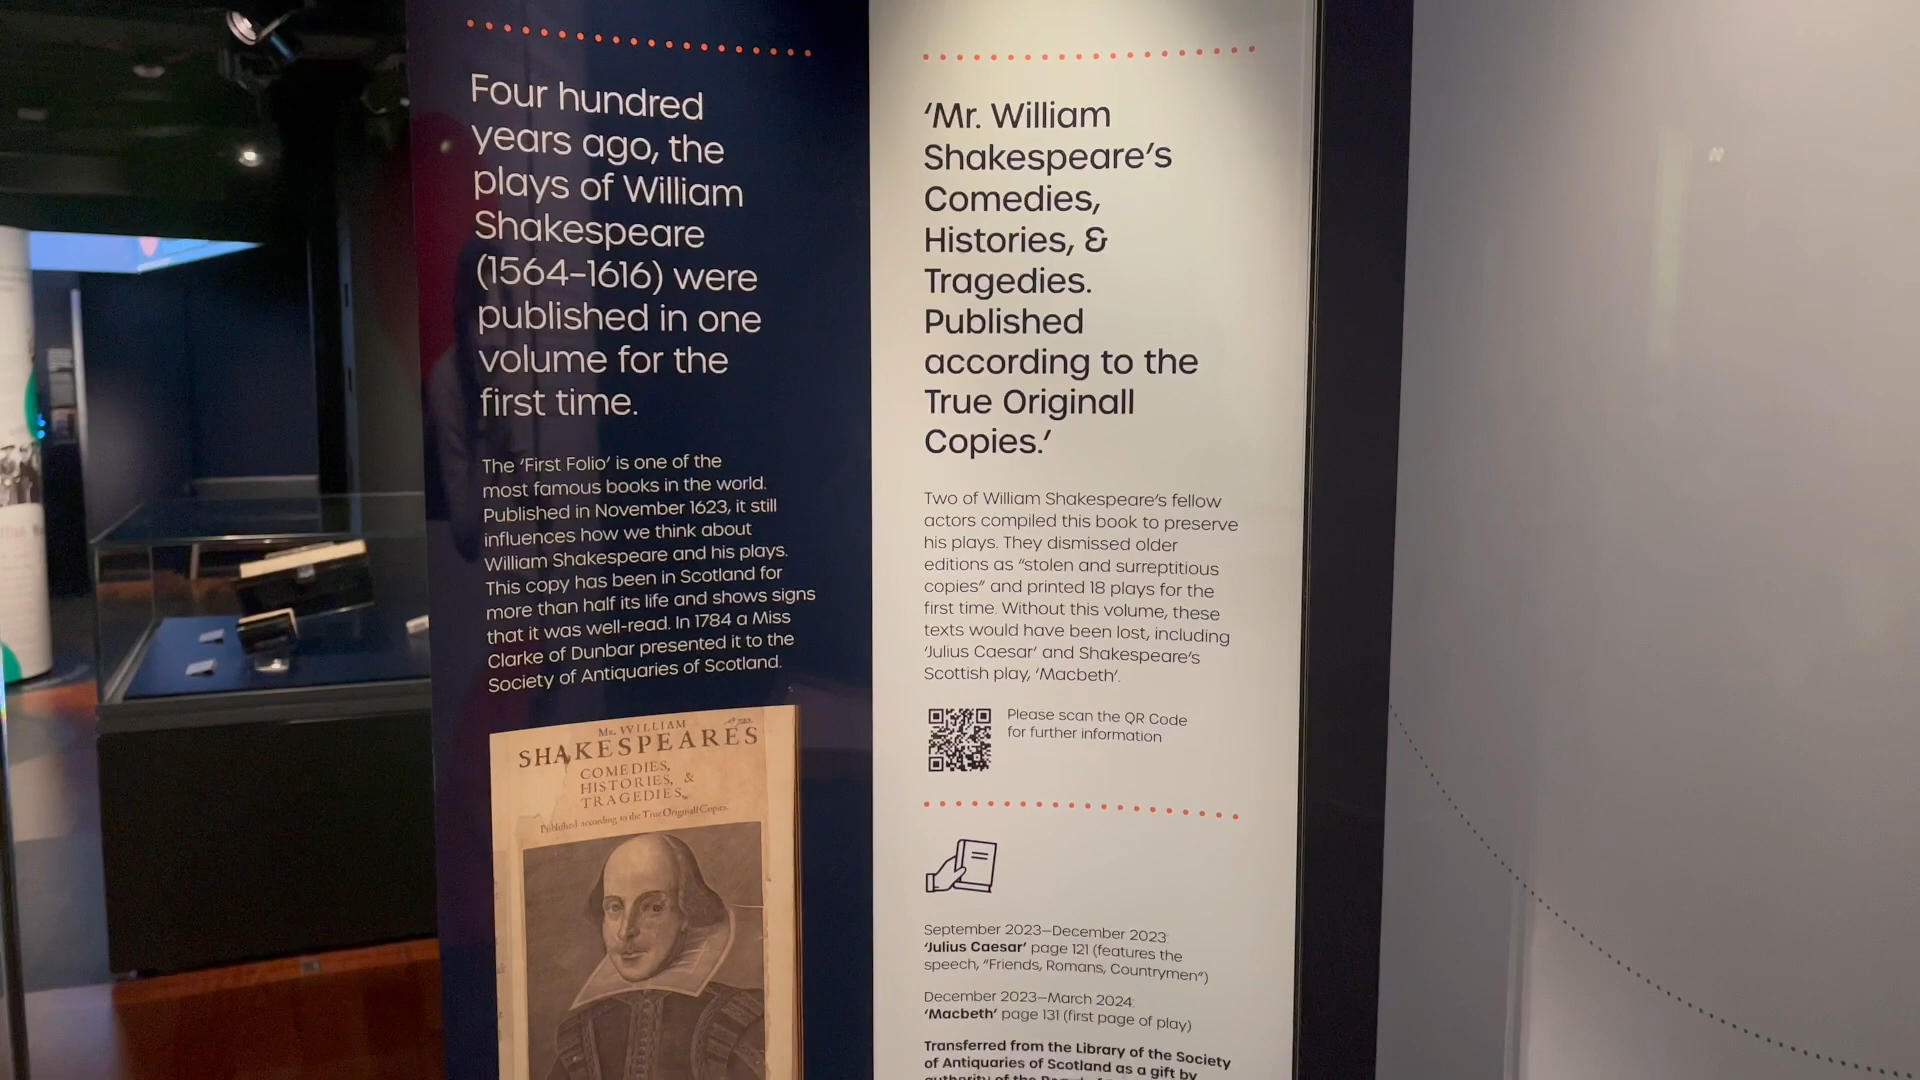 Four hundred
years ago, the
plays of William
Shakespeare
(1564–1616) were
published in one
volume for the
first time.
The ‘First Folio’ is one of the
most famous books in the world.
Published in November 1623, it still
influences how we think about
William Shakespeare and his plays.
This copy has been in Scotland for
more than half its life and shows signs
that it was well-read. In 1784 a Miss
Clarke of Dunbar presented it to the
Society of Antiquaries of Scotland.
Mr. WILLIAM
SHAKESPEARES
COMEDIES,
HISTORIES, &
TRAGEDIES.
Published according to the True Originall Copies.
‘Mr. William
Shakespeare’s
Comedies,
Histories, &
Tragedies.
Published
according to the
True Originall
Copies.’
Two of William Shakespeare’s fellow
actors compiled this book to preserve
his plays. They dismissed older
editions as “stolen and surreptitious
copies” and printed 18 plays for the
first time. Without this volume, these
texts would have been lost, including
‘Julius Caesar’ and Shakespeare’s
Scottish play, ‘Macbeth’.
Please scan the QR Code
for further information
September 2023–December 2023:
‘Julius Caesar’ page 121 (features the
speech, “Friends, Romans, Countrymen”)
December 2023–March 2024:
‘Macbeth’ page 131 (first page of play)
Transferred from the Library of the Society
of Antiquaries of Scotland as a gift by
authority of the